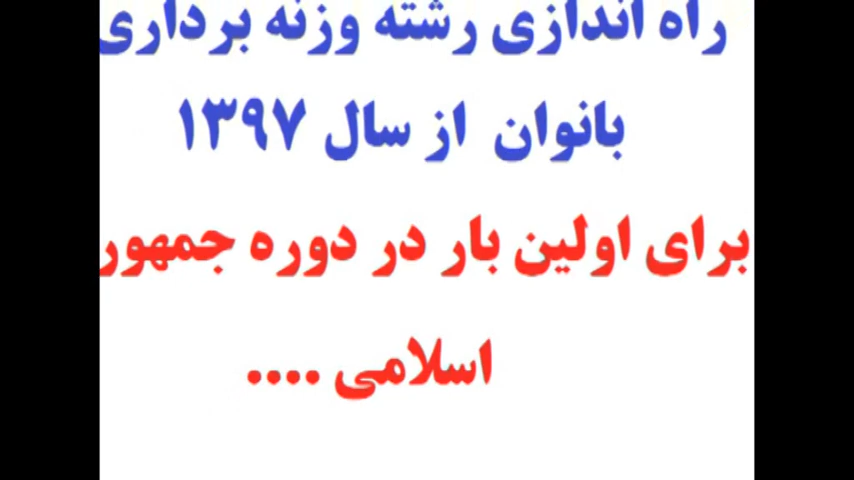 راه اندازی رشته وزنه برداری
بانوان از سال ۱۳۹۷
برای اولین بار در دوره جمهور
اسلامی ....